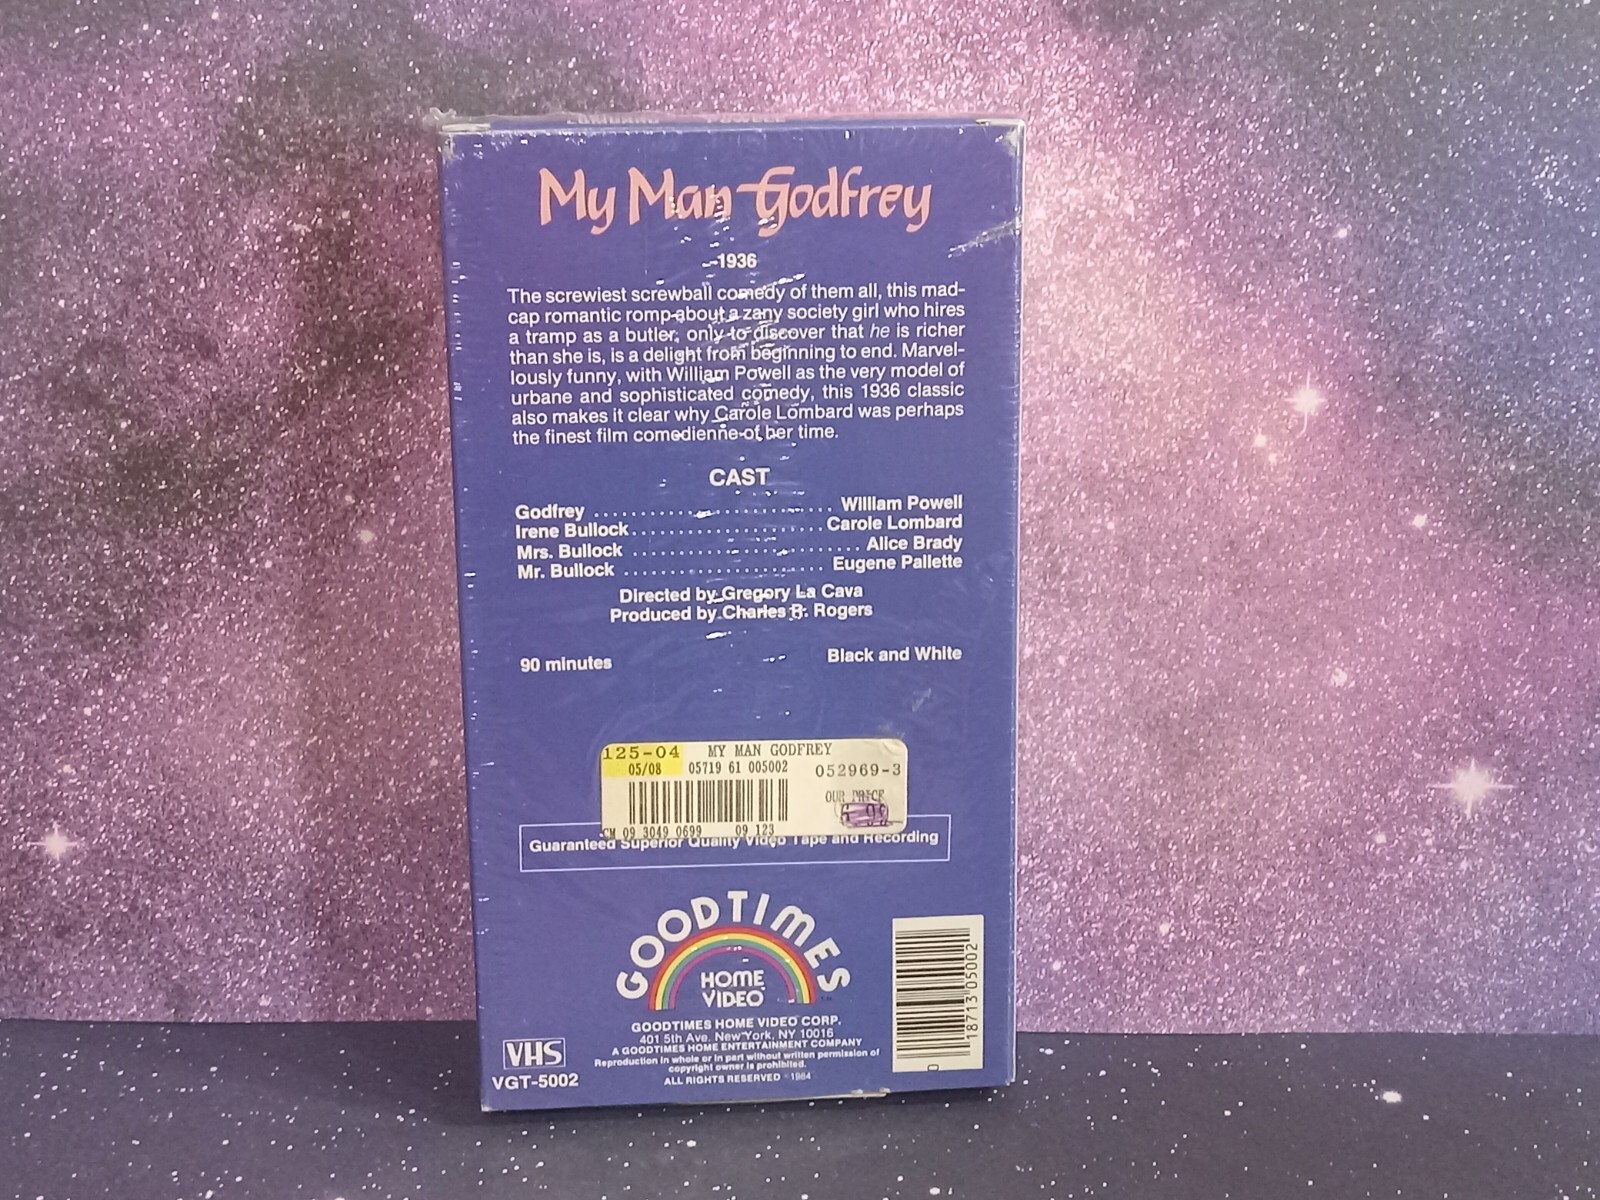 My Man Godfrey
1936
The screwiest screwball comedy of them all, this mad-
cap romantic romp about a zany society girl who hires
a tramp as a butler, only to discover that he is richer
than she is, is a delight from beginning to end. Marvel-
lously funny, with William Powell as the very model of
urbane and sophisticated comedy, this 1936 classic
also makes it clear why Carole Lombard was perhaps
the finest film comedienne of her time.
CAST
Godfrey ........................ William Powell
Irene Bullock .................... Carole Lombard
Mrs. Bullock ....................... Alice Brady
Mr. Bullock .................... Eugene Pallette
Directed by Gregory La Cava
Produced by Charles R. Rogers
90 minutes Black and White
125-04 MY MAN GODFREY
05/08 05719 61 005002 052969-3
OUR PRICE
CM 09 3049 0699 09 123
Guaranteed Superior Quality Video Tape and Recording
GOODTIMES
HOME
VIDEO
GOODTIMES HOME VIDEO CORP.
401 5th Ave. New York, NY 10016
A GOODTIMES HOME ENTERTAINMENT COMPANY
Reproduction in whole or in part without written permission of
copyright owner is prohibited.
ALL RIGHTS RESERVED 1984
VHS
VGT-5002
0 18713 05002